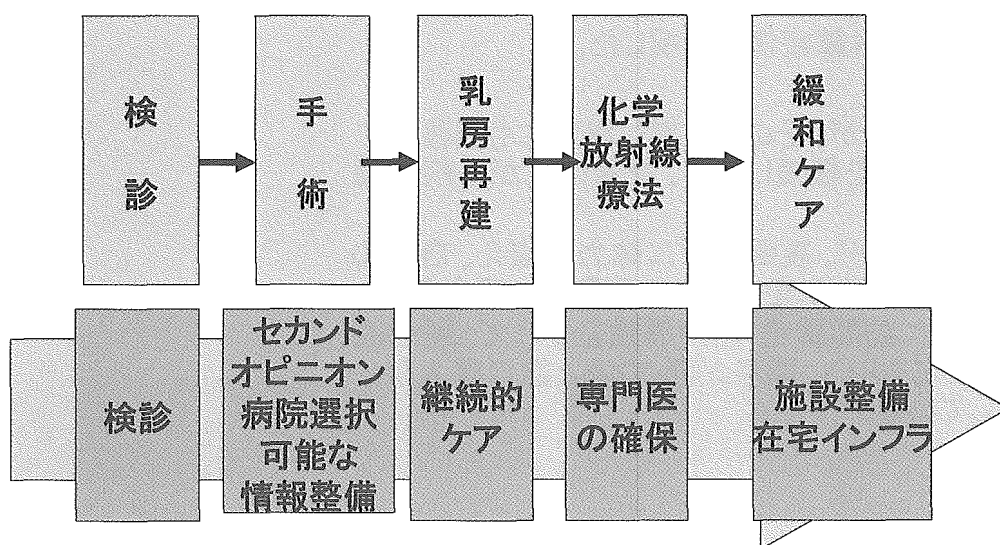 検診
手術
乳房再建
化学
放射線
療法
緩和ケア
検診
セカンド
オピニオン
病院選択
可能な
情報整備
継続的
ケア
専門医
の確保
施設整備
在宅インフラ